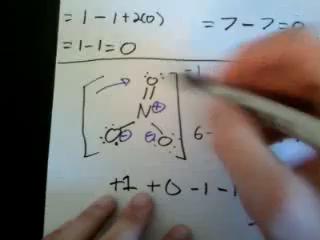 = 1 - 1 + 2(0)
= 7 - 7 = 0
= 1 - 1 = 0
-1
O
N +
O - - O
6 -
+1 + 0 - 1 - 1